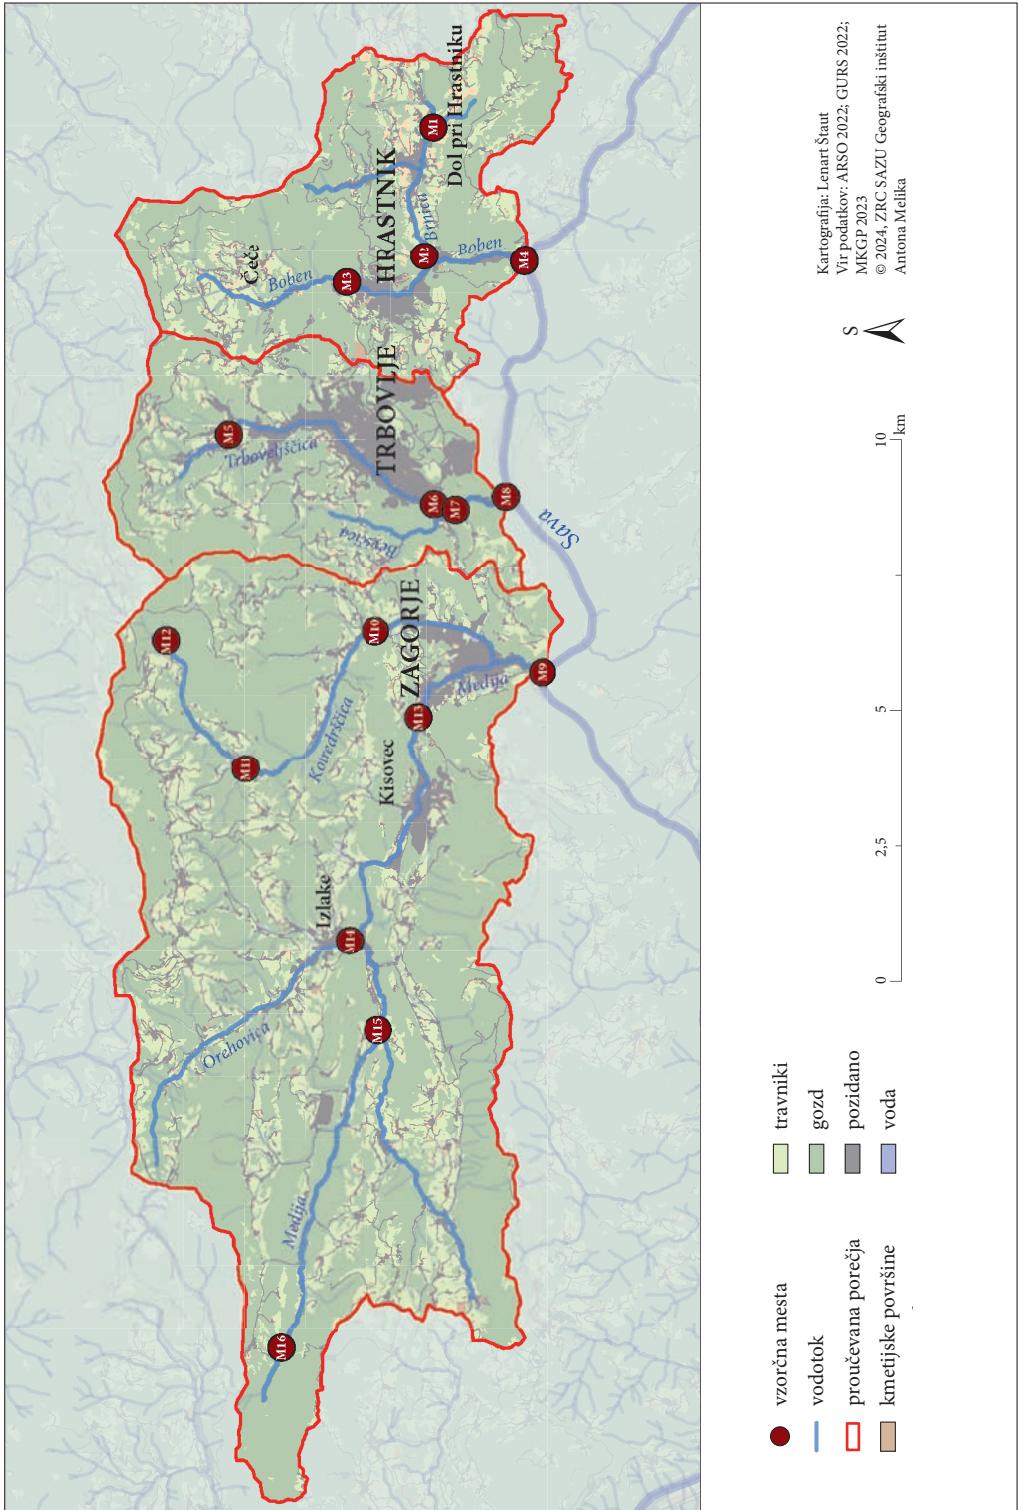 M16
Medija
Orehovica
M15
M14
Izlake
Kisovec
M13
M11
M12
Kotredrščica
M10
ZAGORJE
Medija
M9
Sava
M8
M7
M6
M5
Trboveljščica
TRBOVLJE
Čeče
Boben
M3
HRASTNIK
M2
Brnica
Boben
M4
M1
Dol pri Hrastniku
vzorčna mesta
vodotok
proučevana porečja
kmetijske površine
travniki
gozd
pozidano
voda
0
2,5
5
10
km
S
Kartografija: Lenart Štaut
Vir podatkov: ARSO 2022; GURS 2022;
MKGP 2023
© 2024, ZRC SAZU Geografski inštitut
Antona Melika